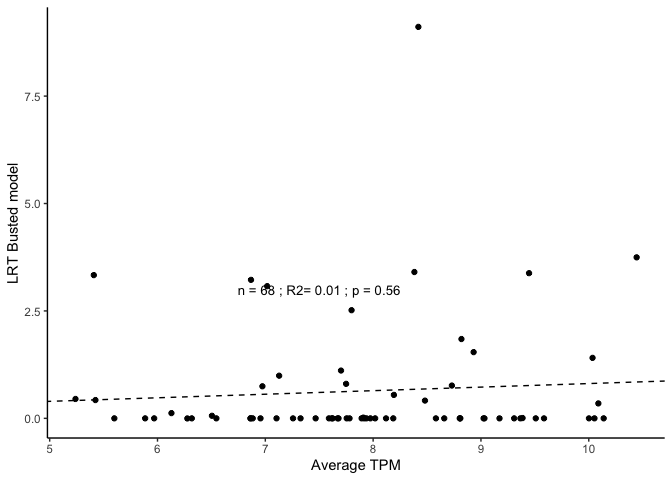 7.5
5.0
2.5
0.0
LRT Busted model
n = 68 ; R2= 0.01 ; p = 0.56
5 6 7 8 9 10
Average TPM